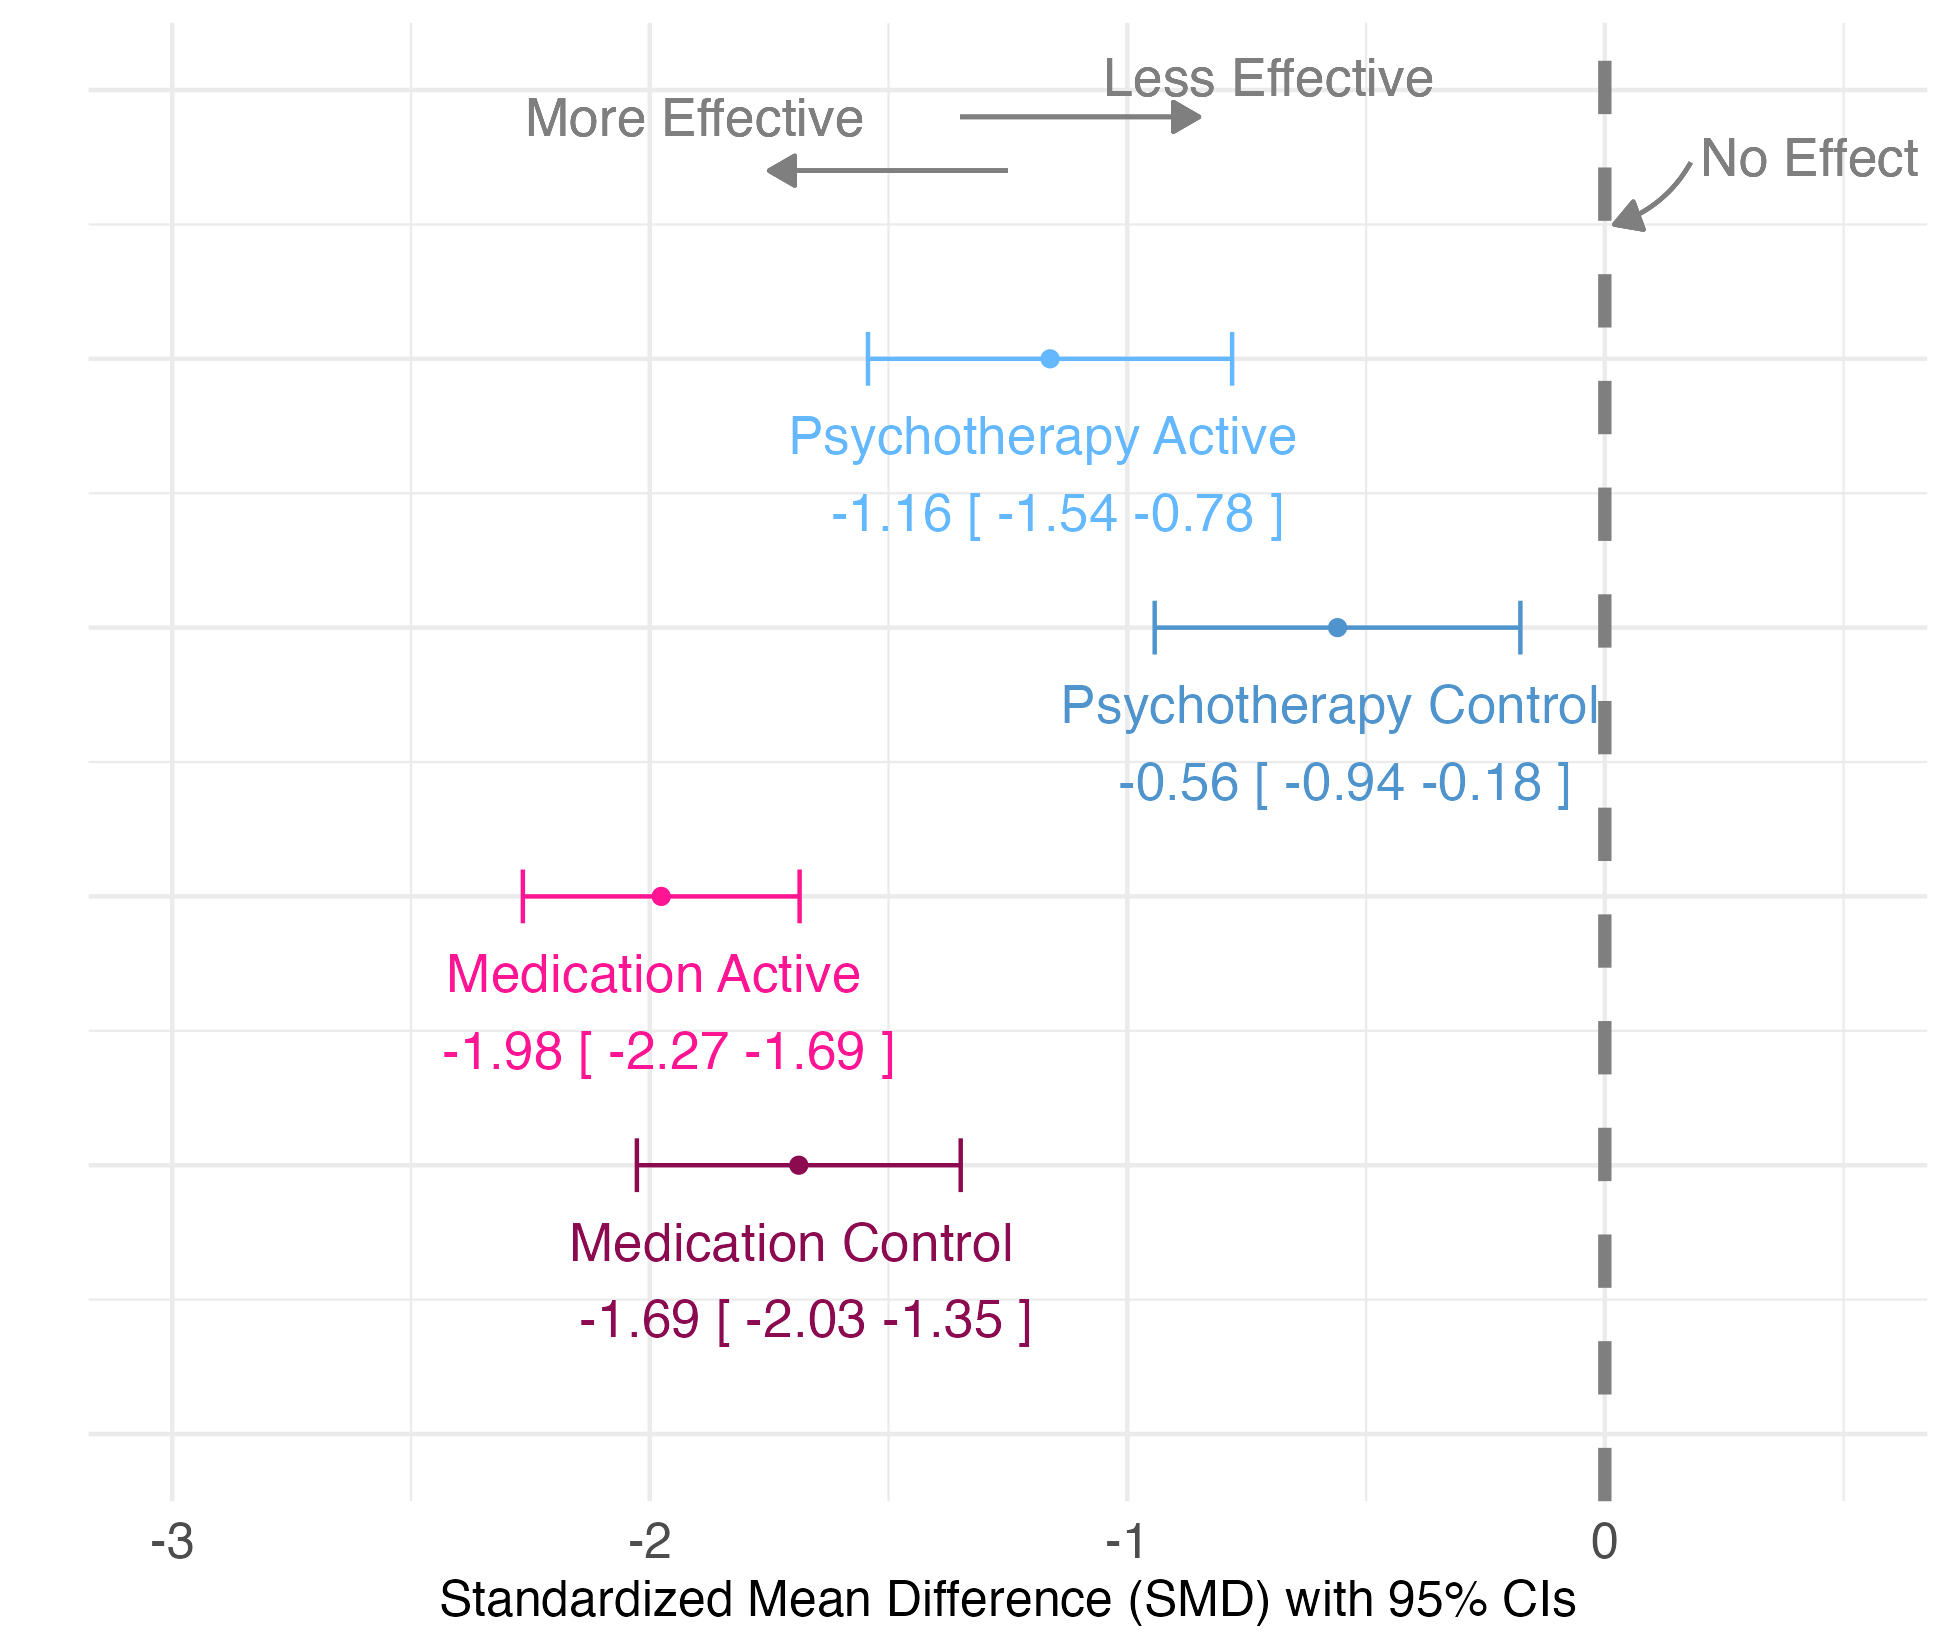 Less Effective
More Effective
No Effect
Psychotherapy Active
-1.16 [ -1.54 -0.78 ]
Psychotherapy Control
-0.56 [ -0.94 -0.18 ]
Medication Active
-1.98 [ -2.27 -1.69 ]
Medication Control
-1.69 [ -2.03 -1.35 ]
-3 -2 -1 0
Standardized Mean Difference (SMD) with 95% CIs